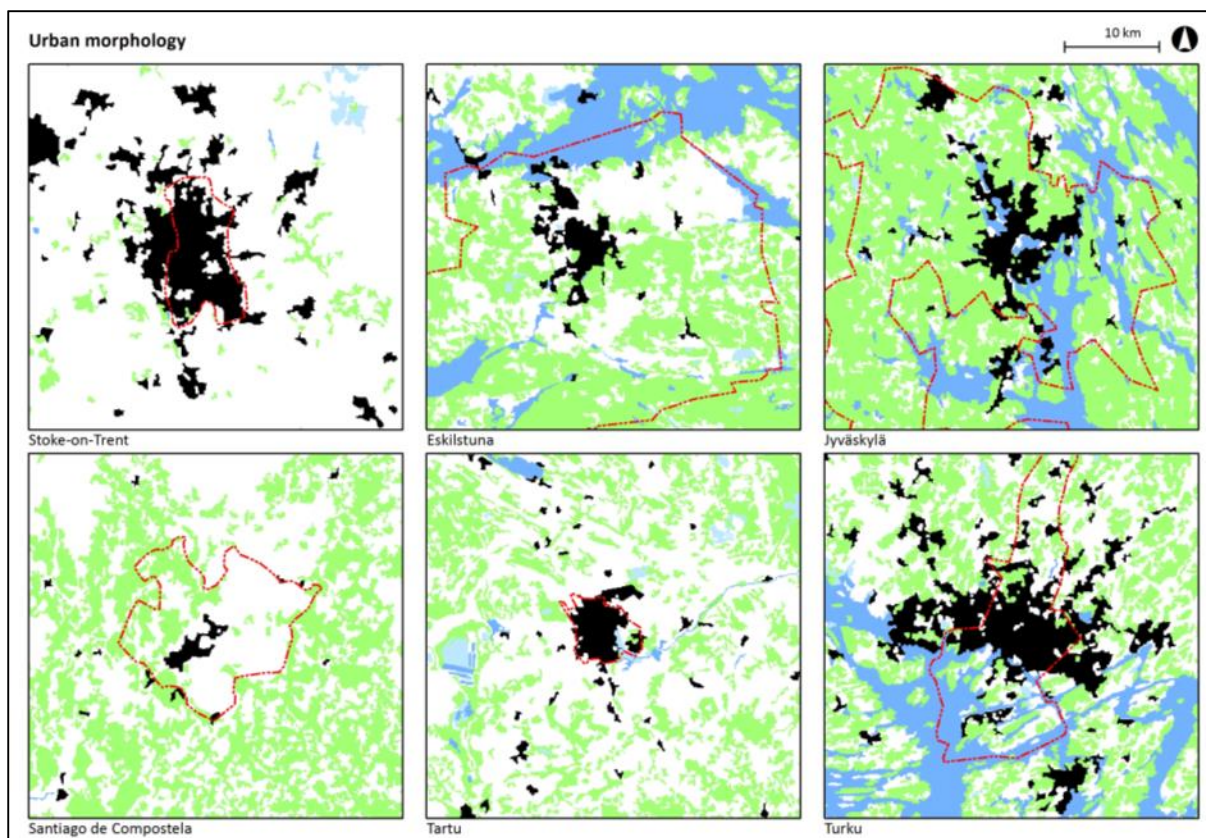 Urban morphology
10 km
Stoke-on-Trent
Eskilstuna
Jyväskylä
Santiago de Compostela
Tartu
Turku